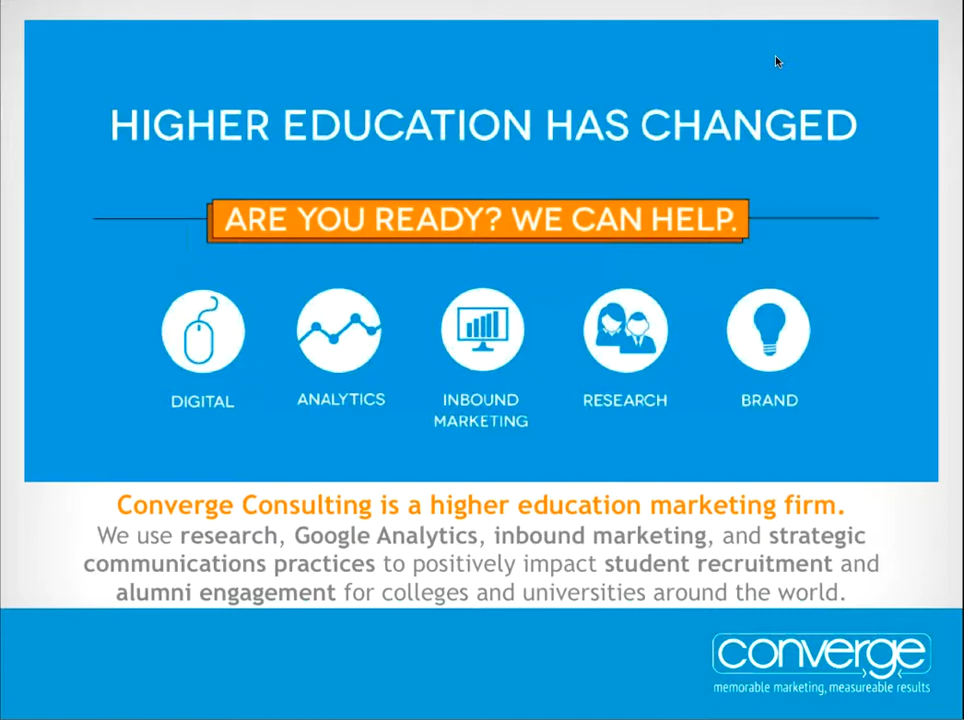 HIGHER EDUCATION HAS CHANGED
ARE YOU READY? WE CAN HELP.
DIGITAL
ANALYTICS
INBOUND
MARKETING
RESEARCH
BRAND
Converge Consulting is a higher education marketing firm.
We use research, Google Analytics, inbound marketing, and strategic
communications practices to positively impact student recruitment and
alumni engagement for colleges and universities around the world.
converge
memorable marketing, measureable results